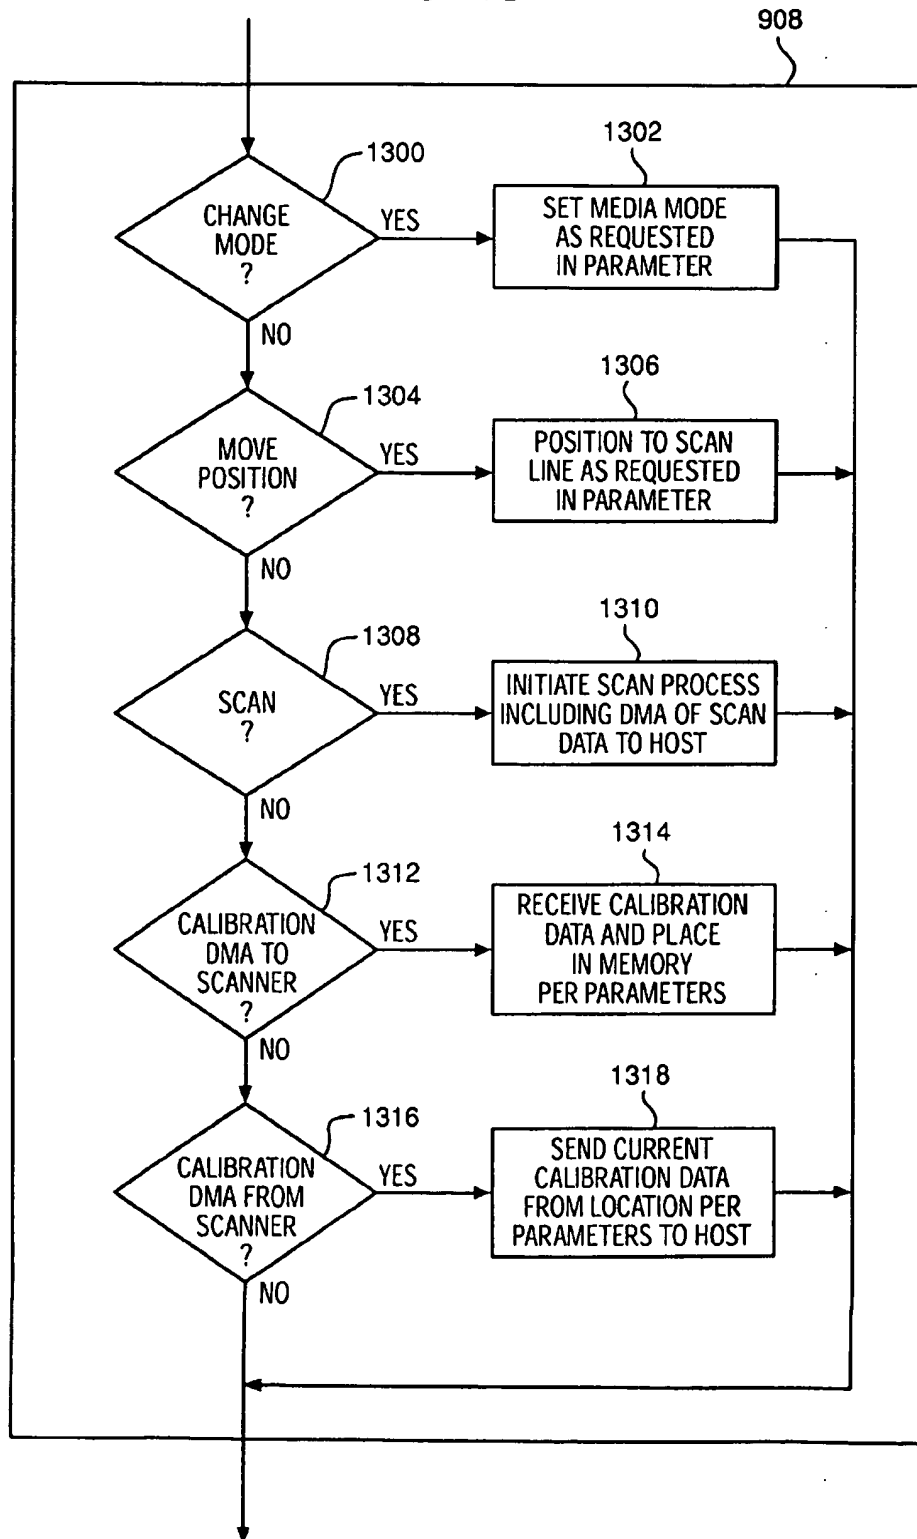 908
1300
CHANGE
MODE
?
YES
NO
1302
SET MEDIA MODE
AS REQUESTED
IN PARAMETER
1304
MOVE
POSITION
?
YES
NO
1306
POSITION TO SCAN
LINE AS REQUESTED
IN PARAMETER
1308
SCAN
?
YES
NO
1310
INITIATE SCAN PROCESS
INCLUDING DMA OF SCAN
DATA TO HOST
1312
CALIBRATION
DMA TO
SCANNER
?
YES
NO
1314
RECEIVE CALIBRATION
DATA AND PLACE
IN MEMORY
PER PARAMETERS
1316
CALIBRATION
DMA FROM
SCANNER
?
YES
NO
1318
SEND CURRENT
CALIBRATION DATA
FROM LOCATION PER
PARAMETERS TO HOST